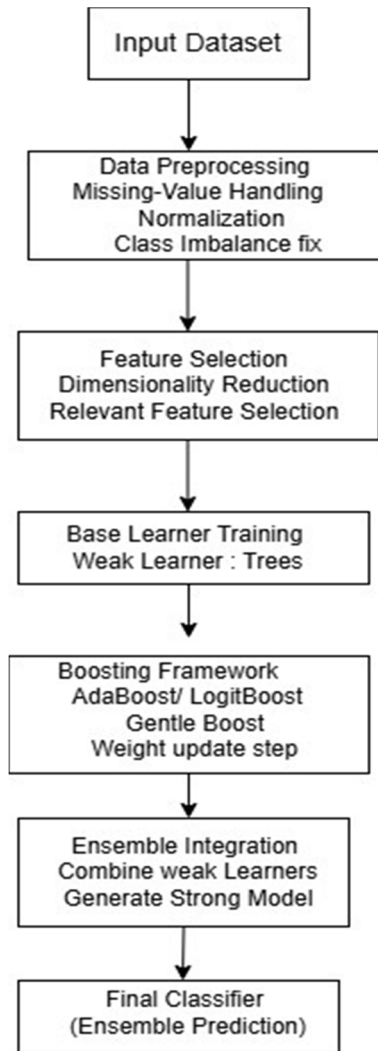 Input Dataset
Data Preprocessing
Missing-Value Handling
Normalization
Class Imbalance fix
Feature Selection
Dimensionality Reduction
Relevant Feature Selection
Base Learner Training
Weak Learner : Trees
Boosting Framework
AdaBoost/ LogitBoost
Gentle Boost
Weight update step
Ensemble Integration
Combine weak Learners
Generate Strong Model
Final Classifier
(Ensemble Prediction)